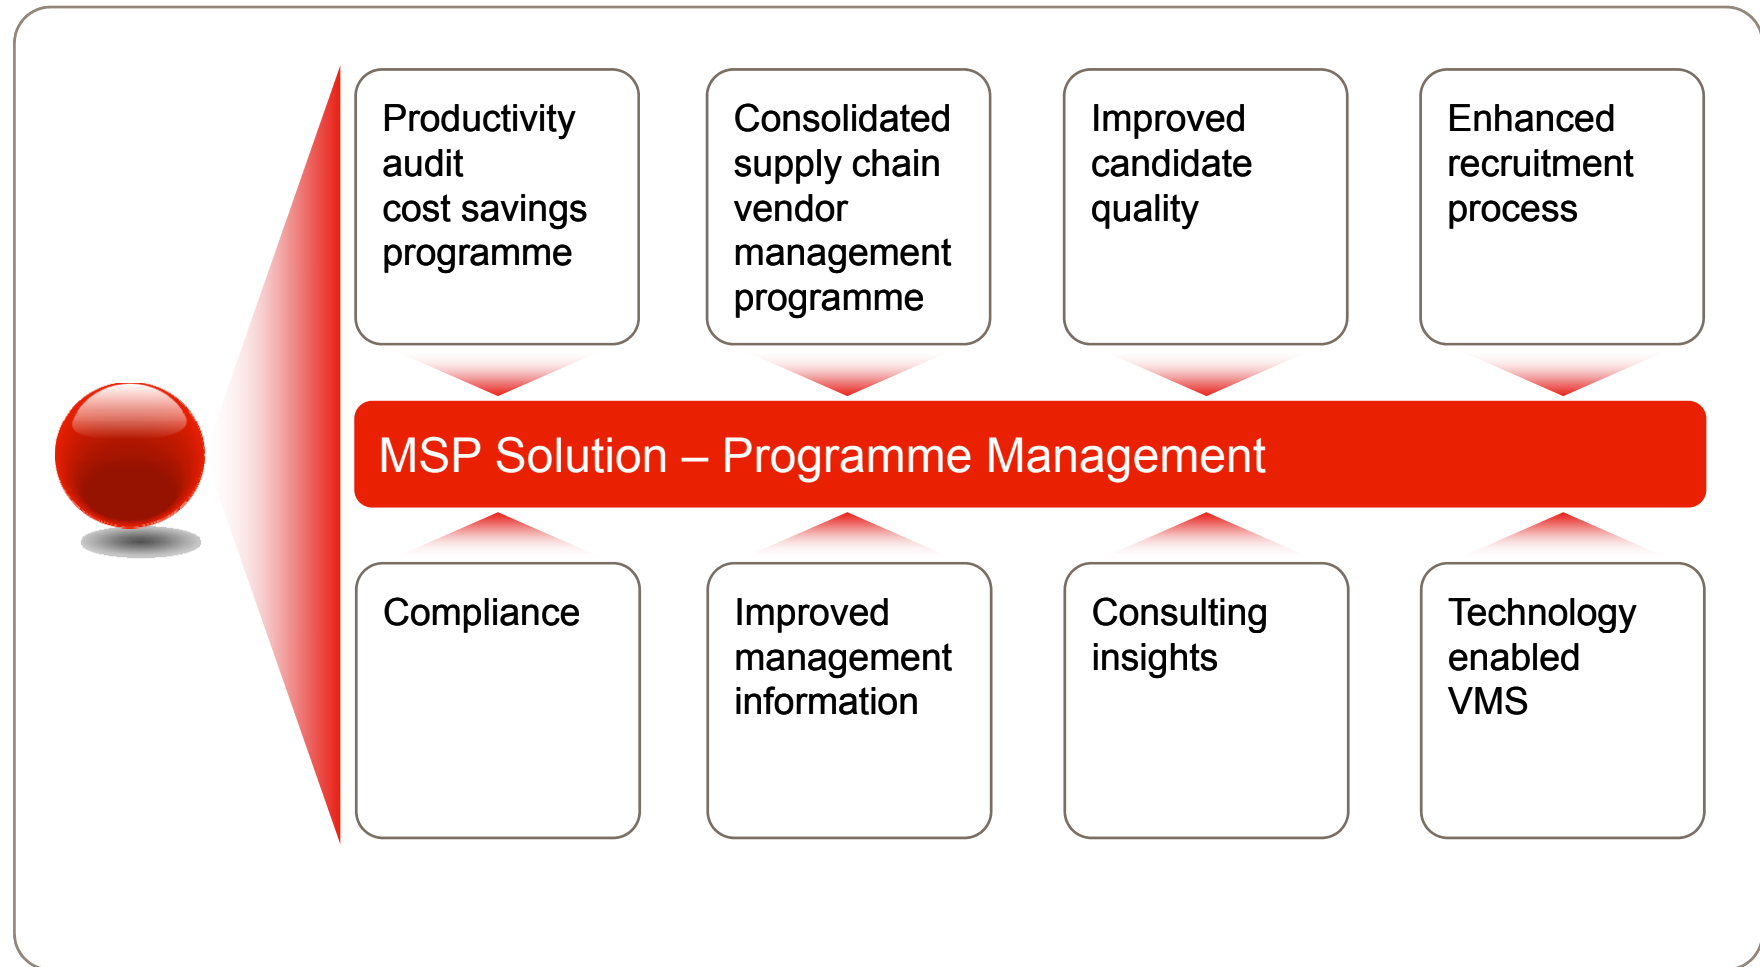 Productivity
audit
cost savings
programme
Consolidated
supply chain
vendor
management
programme
Improved
candidate
quality
Enhanced
recruitment
process
MSP Solution – Programme Management
Compliance
Improved
management
information
Consulting
insights
Technology
enabled
VMS